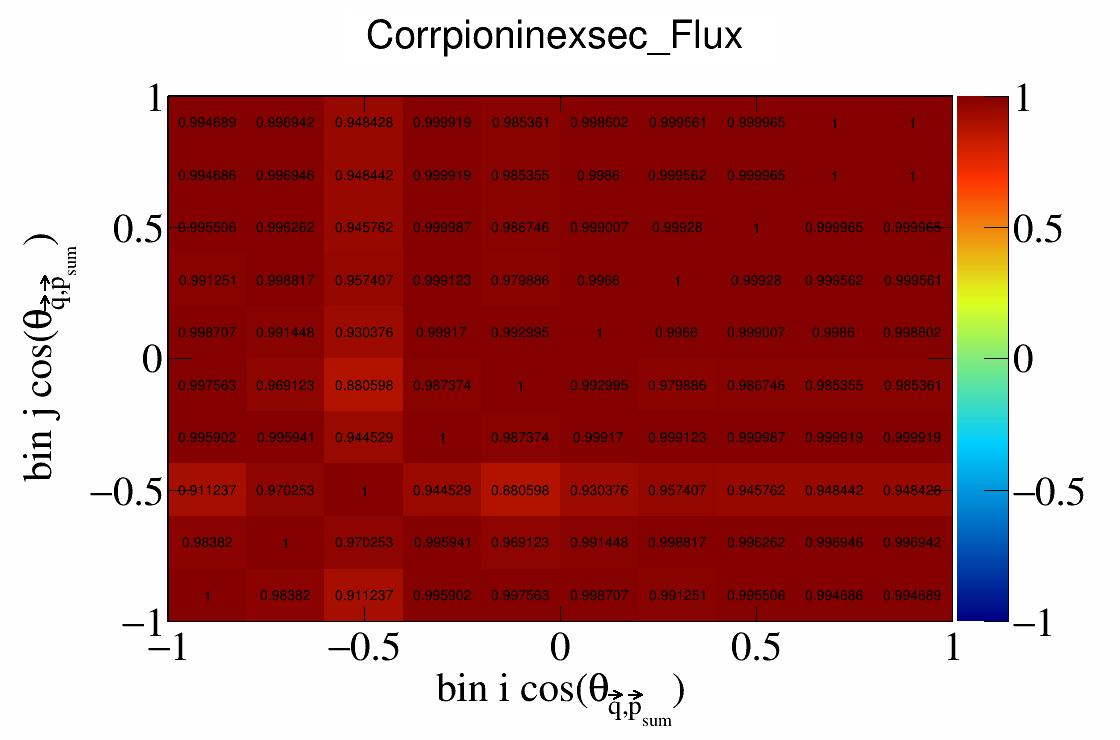 Corrpioninexsec_Flux
bin j cos(θ q,p sum )
1
0.5
0
−0.5
−1
0.994689 0.996942 0.948428 0.999919 0.985361 0.998602 0.999561 0.999965 1 1
0.994686 0.996946 0.948442 0.999919 0.985355 0.9986 0.999562 0.999965 1 1
0.995506 0.996262 0.945762 0.999987 0.986746 0.999007 0.99928 1 0.999965 0.999965
0.991251 0.998817 0.957407 0.999123 0.979886 0.9966 1 0.99928 0.999562 0.999561
0.998707 0.991448 0.930376 0.99917 0.992995 1 0.9966 0.999007 0.9986 0.998602
0.997563 0.969123 0.880598 0.987374 1 0.992995 0.979886 0.986746 0.985355 0.985361
0.995902 0.995941 0.944529 1 0.987374 0.99917 0.999123 0.999987 0.999919 0.999919
0.911237 0.970253 1 0.944529 0.880598 0.930376 0.957407 0.945762 0.948442 0.948428
0.98382 1 0.970253 0.995941 0.969123 0.991448 0.998817 0.996262 0.996946 0.996942
1 0.98382 0.911237 0.995902 0.997563 0.998707 0.991251 0.995506 0.994686 0.994689
−1 −0.5 0 0.5 1
bin i cos(θ q,p sum )
1
0.5
0
−0.5
−1